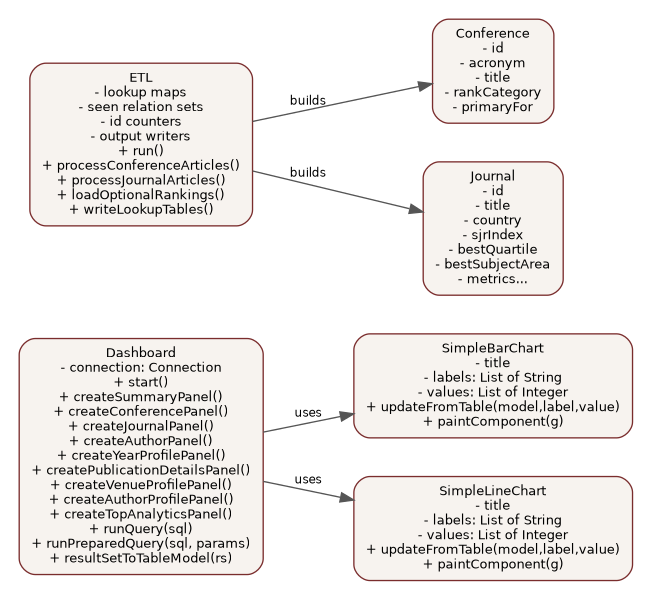 ETL
- lookup maps
- seen relation sets
- id counters
- output writers
+ run()
+ processConferenceArticles()
+ processJournalArticles()
+ loadOptionalRankings()
+ writeLookupTables()
builds
builds
Conference
- id
- acronym
- title
- rankCategory
- primaryFor
Journal
- id
- title
- country
- sjrIndex
- bestQuartile
- bestSubjectArea
- metrics...
Dashboard
- connection: Connection
+ start()
+ createSummaryPanel()
+ createConferencePanel()
+ createJournalPanel()
+ createAuthorPanel()
+ createYearProfilePanel()
+ createPublicationDetailsPanel()
+ createVenueProfilePanel()
+ createAuthorProfilePanel()
+ createTopAnalyticsPanel()
+ runQuery(sql)
+ runPreparedQuery(sql, params)
+ resultSetToTableModel(rs)
uses
uses
SimpleBarChart
- title
- labels: List of String
- values: List of Integer
+ updateFromTable(model,label,value)
+ paintComponent(g)
SimpleLineChart
- title
- labels: List of String
- values: List of Integer
+ updateFromTable(model,label,value)
+ paintComponent(g)